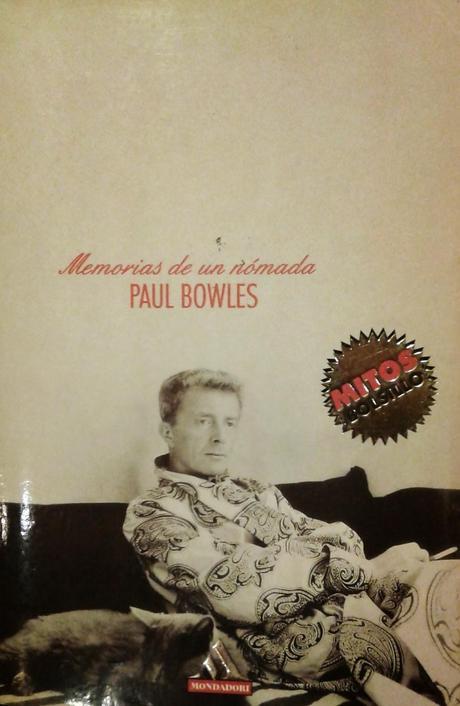 Memorias de un nómada
PAUL BOWLES
MITOS
BOLSILLO
MONDADORI